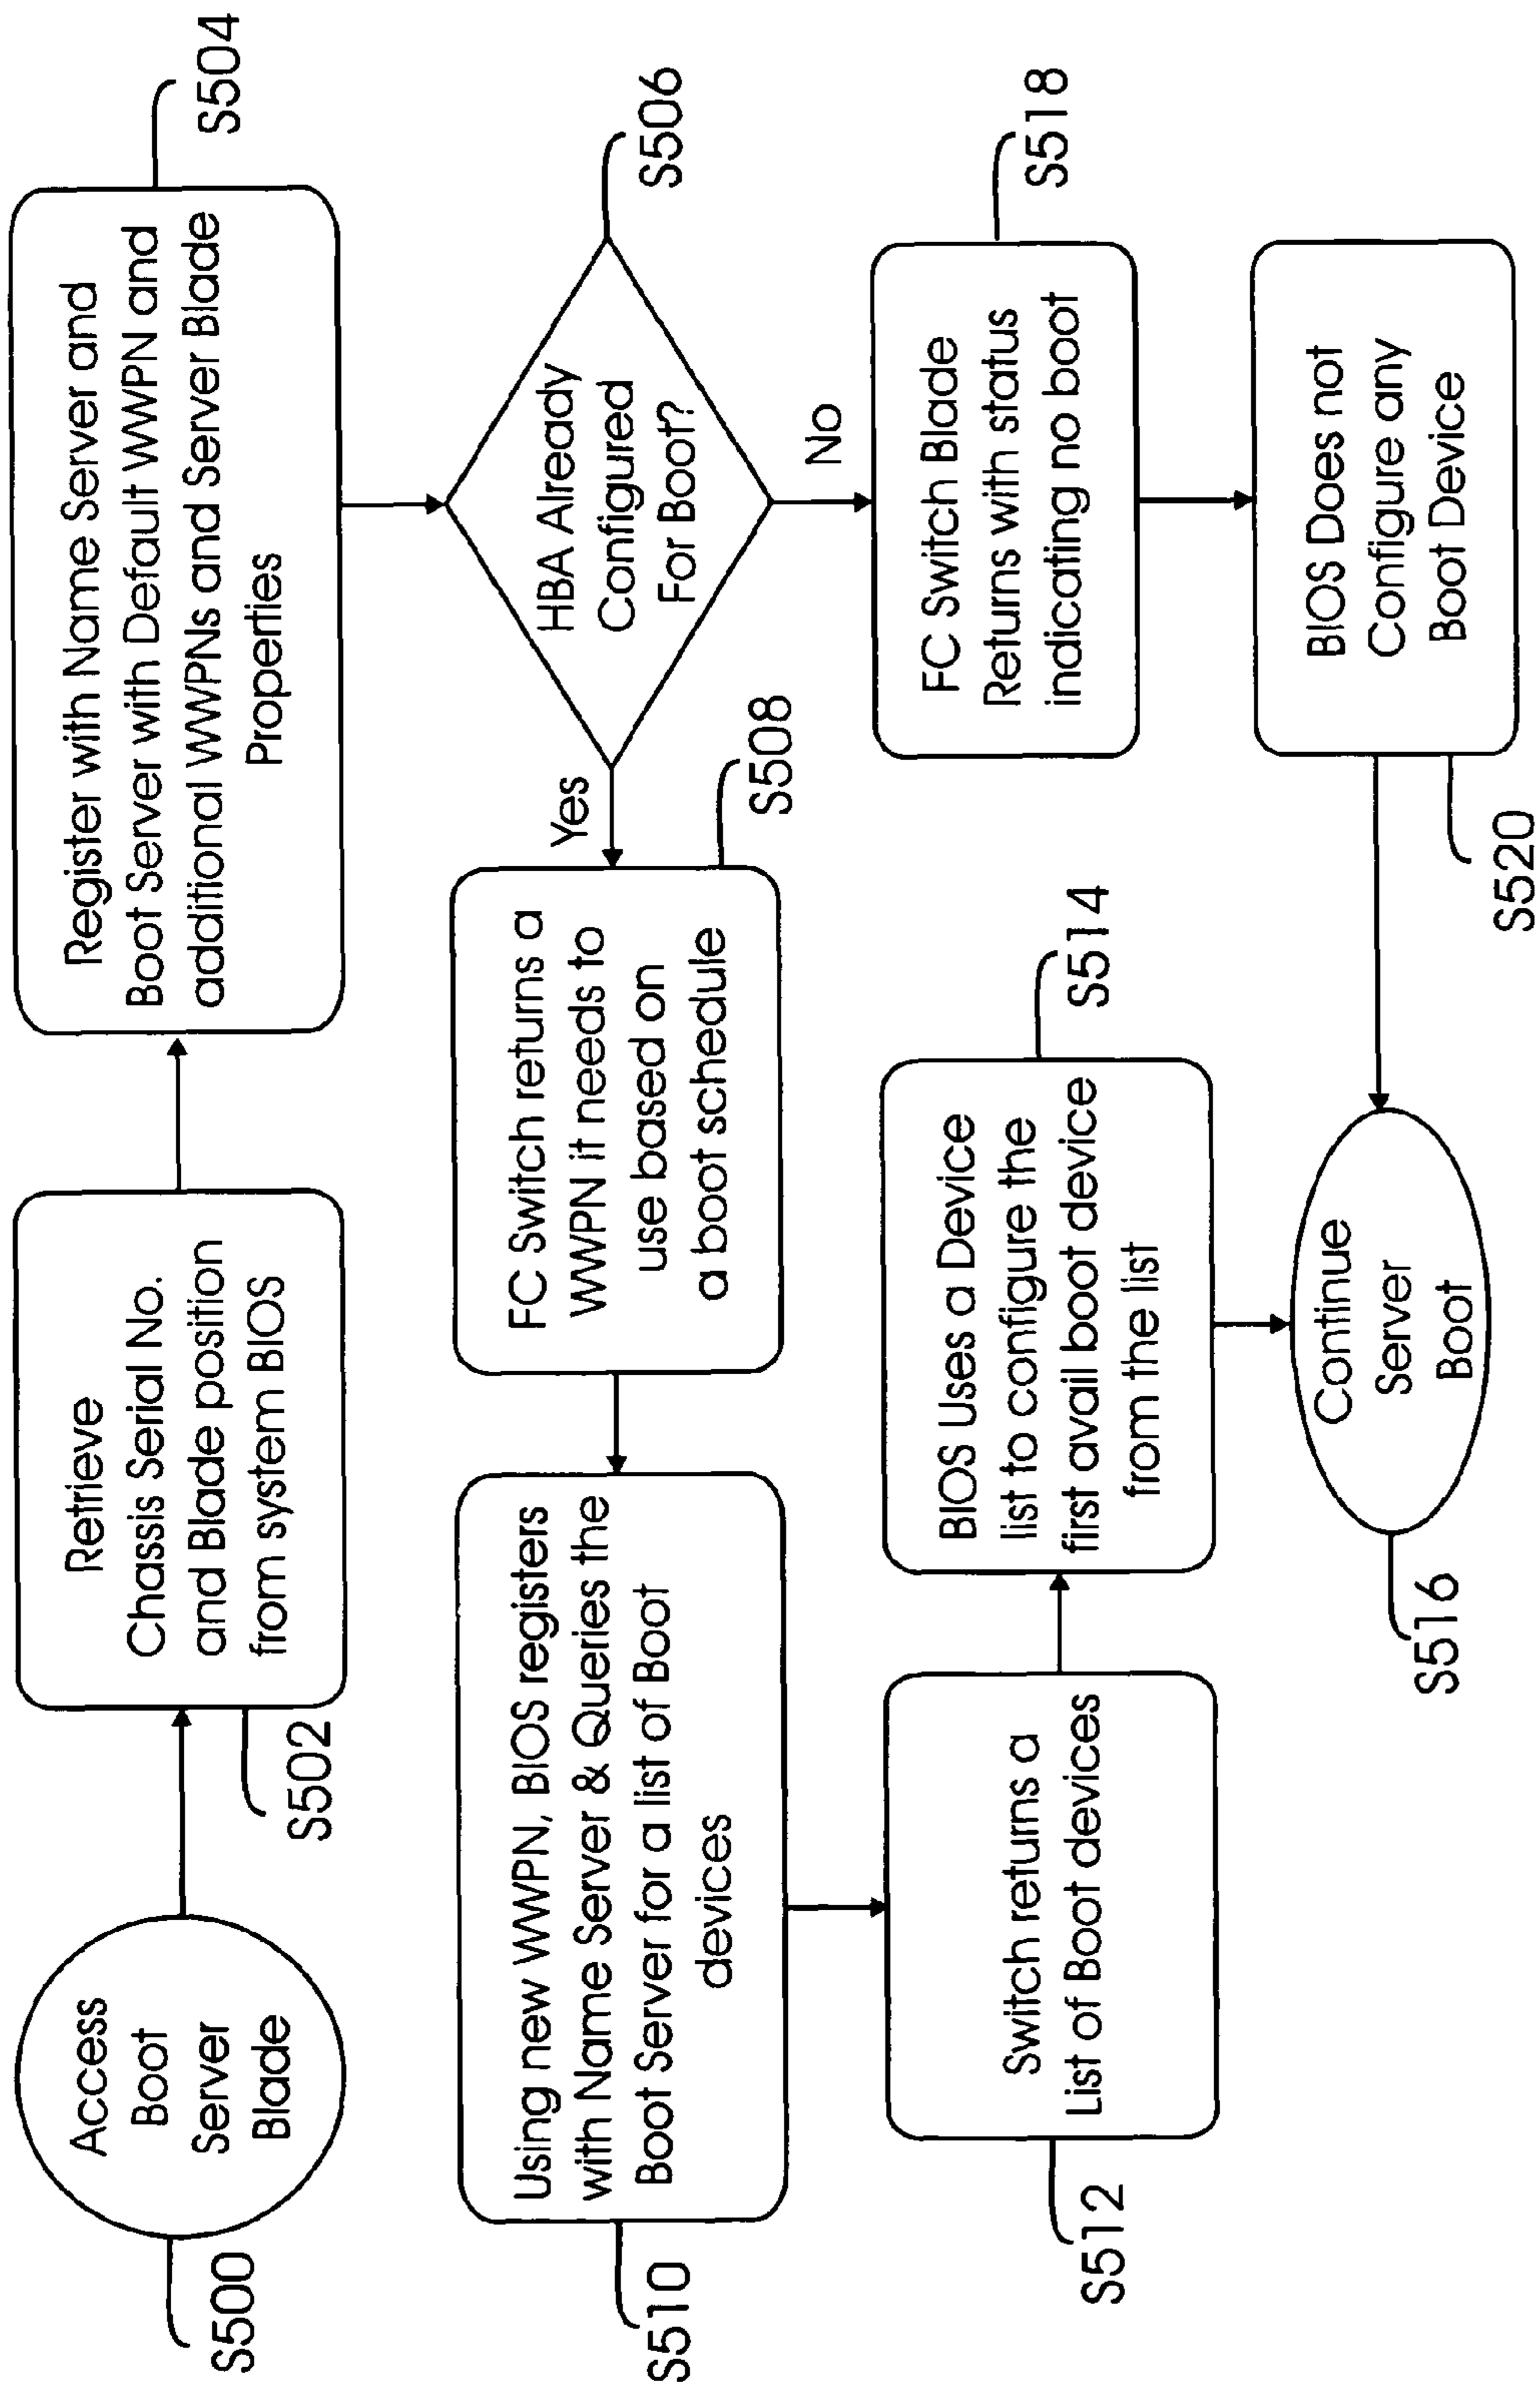 Access
Boot
Server
Blade
S500
Retrieve
Chassis Serial No.
and Blade position
from system BIOS
S502
Register with Name Server and
Boot Server with Default WWPN and
additional WWPNs and Server Blade
Properties
S504
HBA Already
Configured
For Boot?
S506
Yes
No
FC Switch returns a
WWPN it needs to
use based on
a boot schedule
S508
Using new WWPN, BIOS registers
with Name Server & Queries the
Boot Server for a list of Boot
devices
S510
Switch returns a
List of Boot devices
S512
BIOS Uses a Device
list to configure the
first avail boot device
from the list
S514
Continue
Server
Boot
S516
FC Switch Blade
Returns with status
indicating no boot
S518
BIOS Does not
Configure any
Boot Device
S520